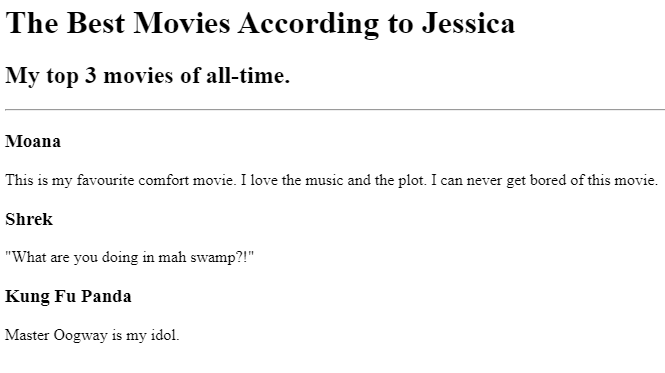 The Best Movies According to Jessica
My top 3 movies of all-time.
Moana
This is my favourite comfort movie. I love the music and the plot. I can never get bored of this movie.
Shrek
"What are you doing in mah swamp?!"
Kung Fu Panda
Master Oogway is my idol.